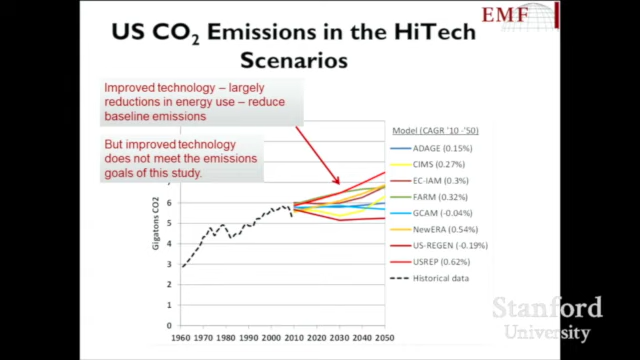 EMF
US CO2 Emissions in the HiTech
Scenarios
Improved technology – largely
reductions in energy use – reduce
baseline emissions
But improved technology
does not meet the emissions
goals of this study.
Gigatons CO2
7
6
5
4
3
2
1
0
1960 1970 1980 1990 2000 2010 2020 2030 2040 2050
Model (CAGR '10 -'50)
ADAGE (0.15%)
CIMS (0.27%)
EC-IAM (0.3%)
FARM (0.32%)
GCAM (-0.04%)
NewERA (0.54%)
US-REGEN (-0.19%)
USREP (0.62%)
Historical data
Stanford
University